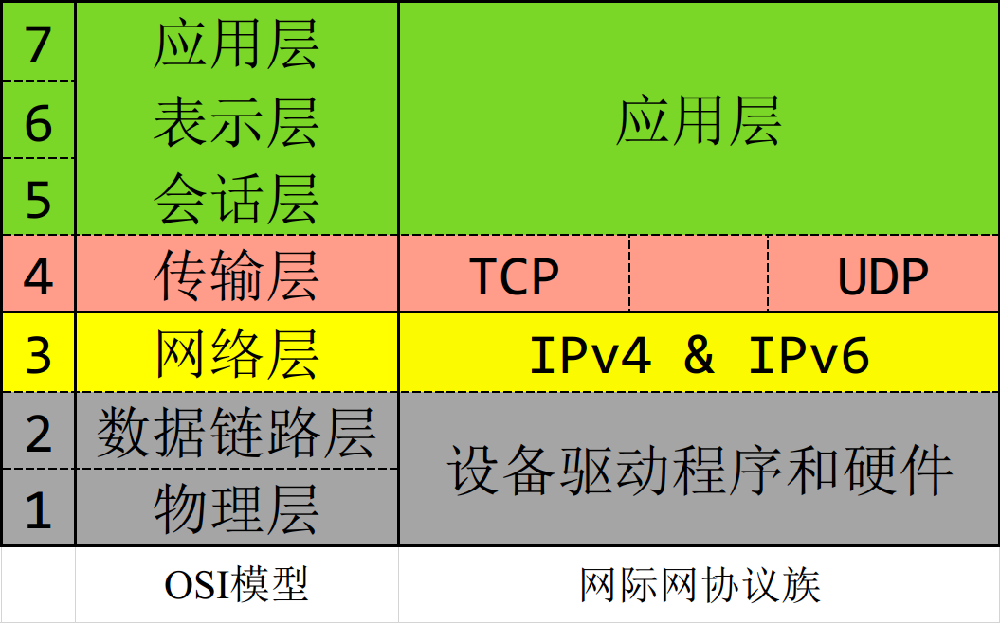 7 应用层
6 表示层 应用层
5 会话层
4 传输层 TCP UDP
3 网络层 IPv4 & IPv6
2 数据链路层 设备驱动程序和硬件
1 物理层
OSI模型 网际网协议族